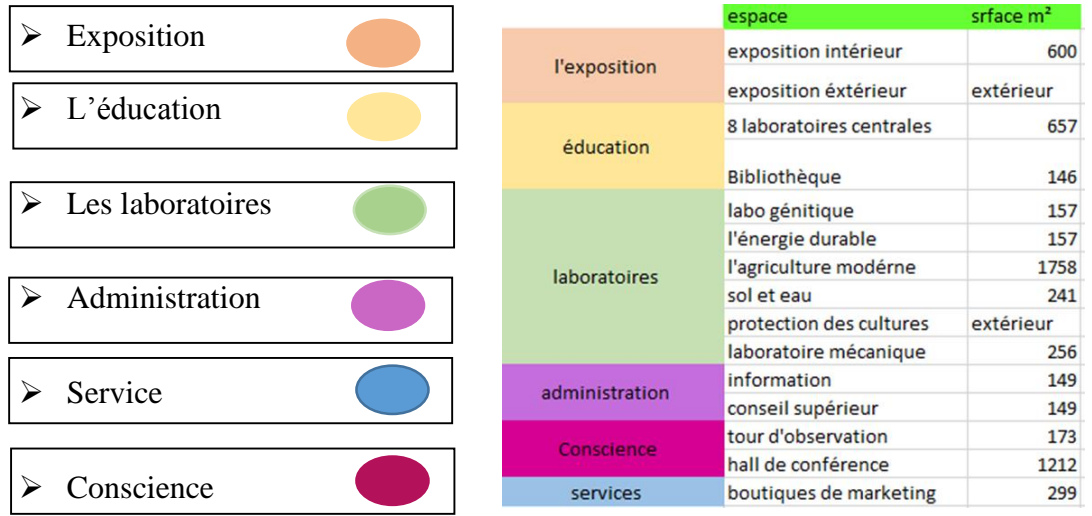 ➢ Exposition
➢ L’éducation
➢ Les laboratoires
➢ Administration
➢ Service
➢ Conscience
espace srface m²
l'exposition
exposition intérieur 600
exposition éxtérieur extérieur
éducation
8 laboratoires centrales 657
Bibliothèque 146
laboratoires
labo génitique 157
l'énergie durable 157
l'agriculture modérne 1758
sol et eau 241
protection des cultures extérieur
laboratoire mécanique 256
administration
information 149
conseil supérieur 149
Conscience
tour d'observation 173
hall de conférence 1212
services boutiques de marketing 299